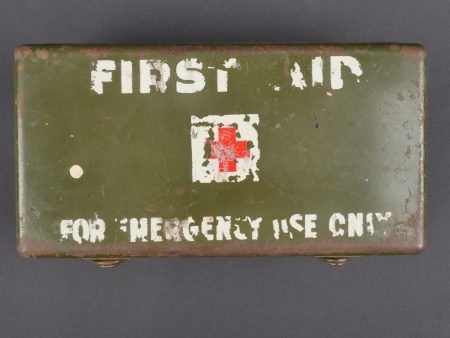 FIRST AID
FOR EMERGENCY USE ONLY